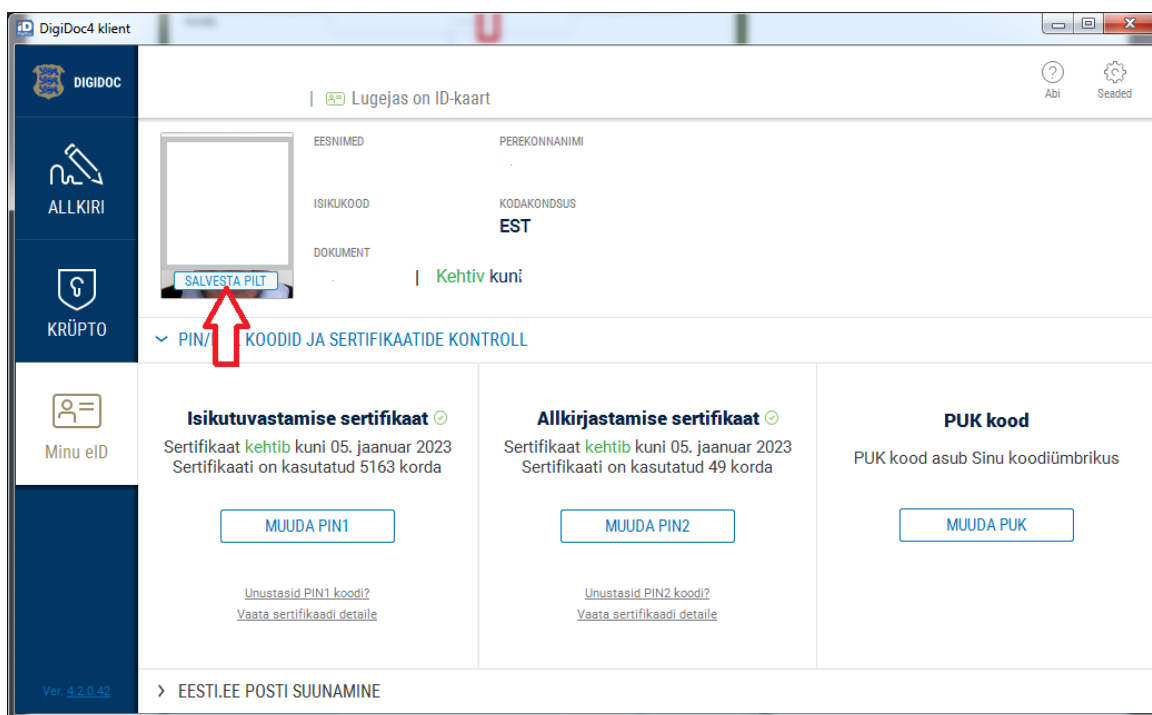 DigiDoc4 klient
DIGIDOC
| Lugejas on ID-kaart
Abi
Seaded
ALLKIRI
KRÜPTO
Minu eID
EESNIMED
PEREKONNANIMI
ISIKUKOOD
KODAKONDSUS
EST
DOKUMENT
| Kehtiv kuni
SALVESTA PILT
KOODID JA SERTIFIKAATIDE KONTROLL
Isikutuvastamise sertifikaat
Sertifikaat kehtib kuni 05. jaanuar 2023
Sertifikaati on kasutatud 5163 korda
MUUDA PIN1
Unustasid PIN1 koodi?
Vaata sertifikaadi detaile
Allkirjastamise sertifikaat
Sertifikaat kehtib kuni 05. jaanuar 2023
Sertifikaati on kasutatud 49 korda
MUUDA PIN2
Unustasid PIN2 koodi?
Vaata sertifikaadi detaile
PUK kood
PUK kood asub Sinu koodiümbrikus
MUUDA PUK
Ver. 4.2.0.42
EESTI.EE POSTI SUUNAMINE